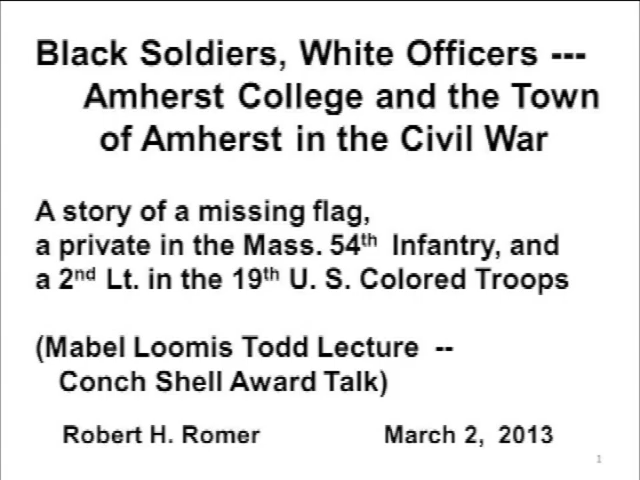 Black Soldiers, White Officers ---
Amherst College and the Town
of Amherst in the Civil War
A story of a missing flag,
a private in the Mass. 54th Infantry, and
a 2nd Lt. in the 19th U. S. Colored Troops
(Mabel Loomis Todd Lecture --
Conch Shell Award Talk)
Robert H. Romer March 2, 2013
1